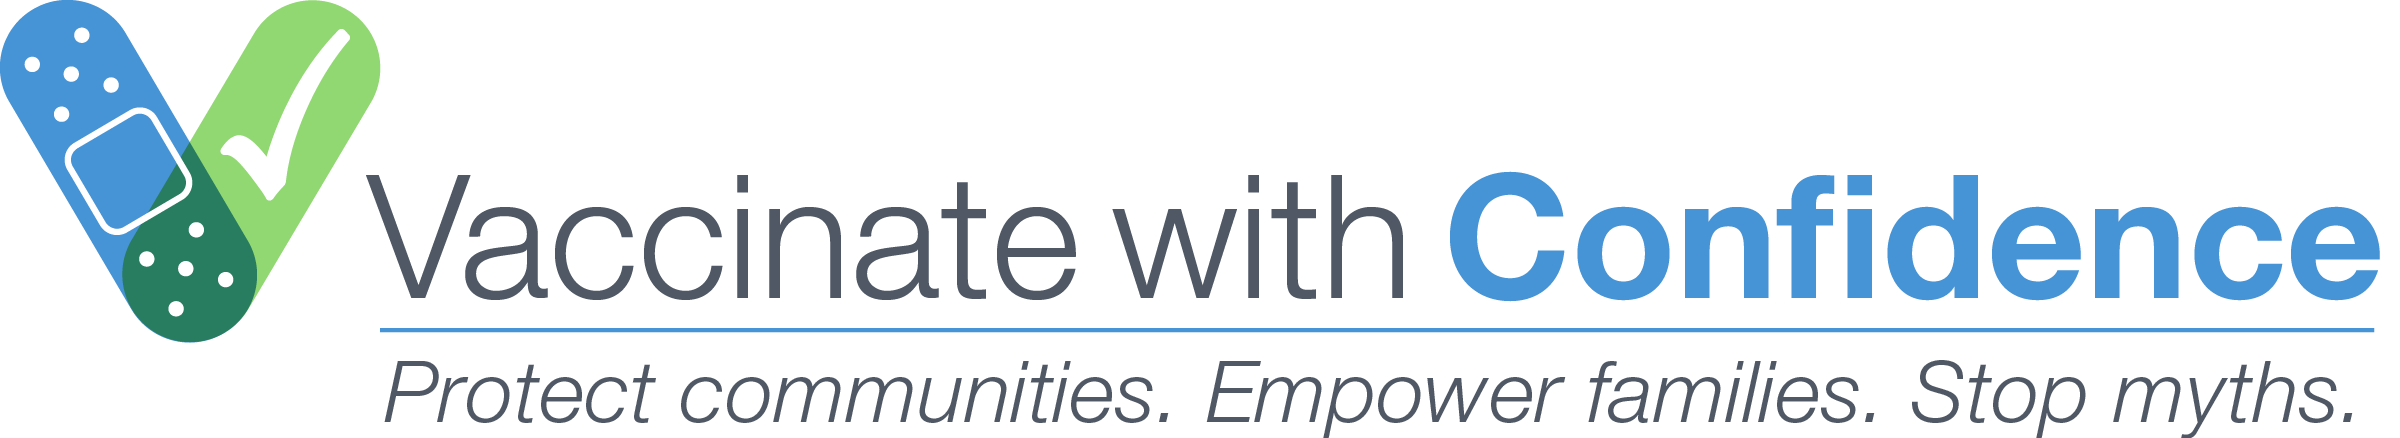 Vaccinate with Confidence
Protect communities. Empower families. Stop myths.